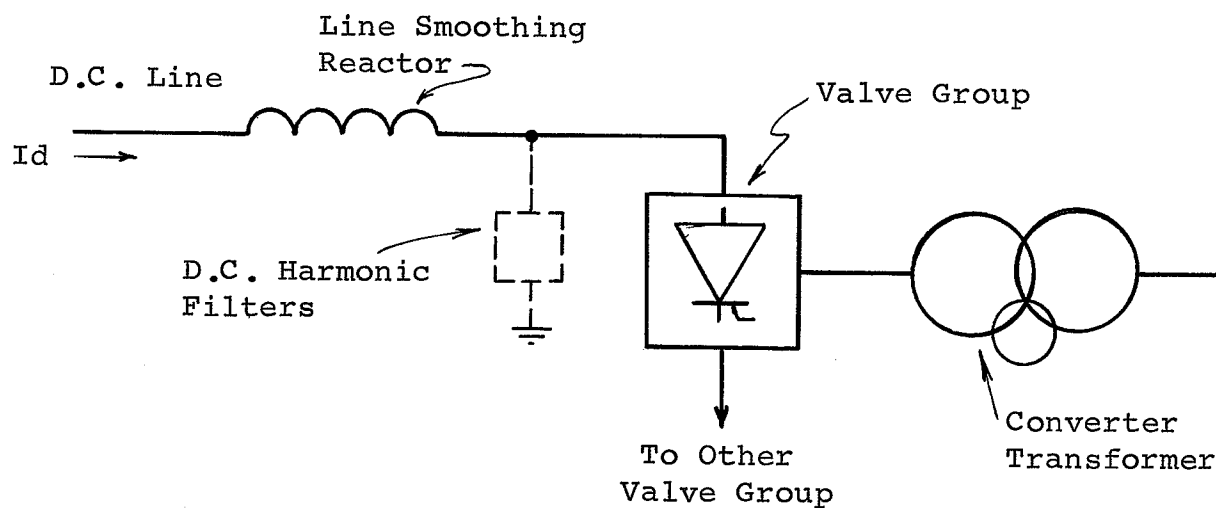 Line Smoothing
Reactor
D.C. Line
Valve Group
Id
D.C. Harmonic
Filters
Converter
Transformer
To Other
Valve Group